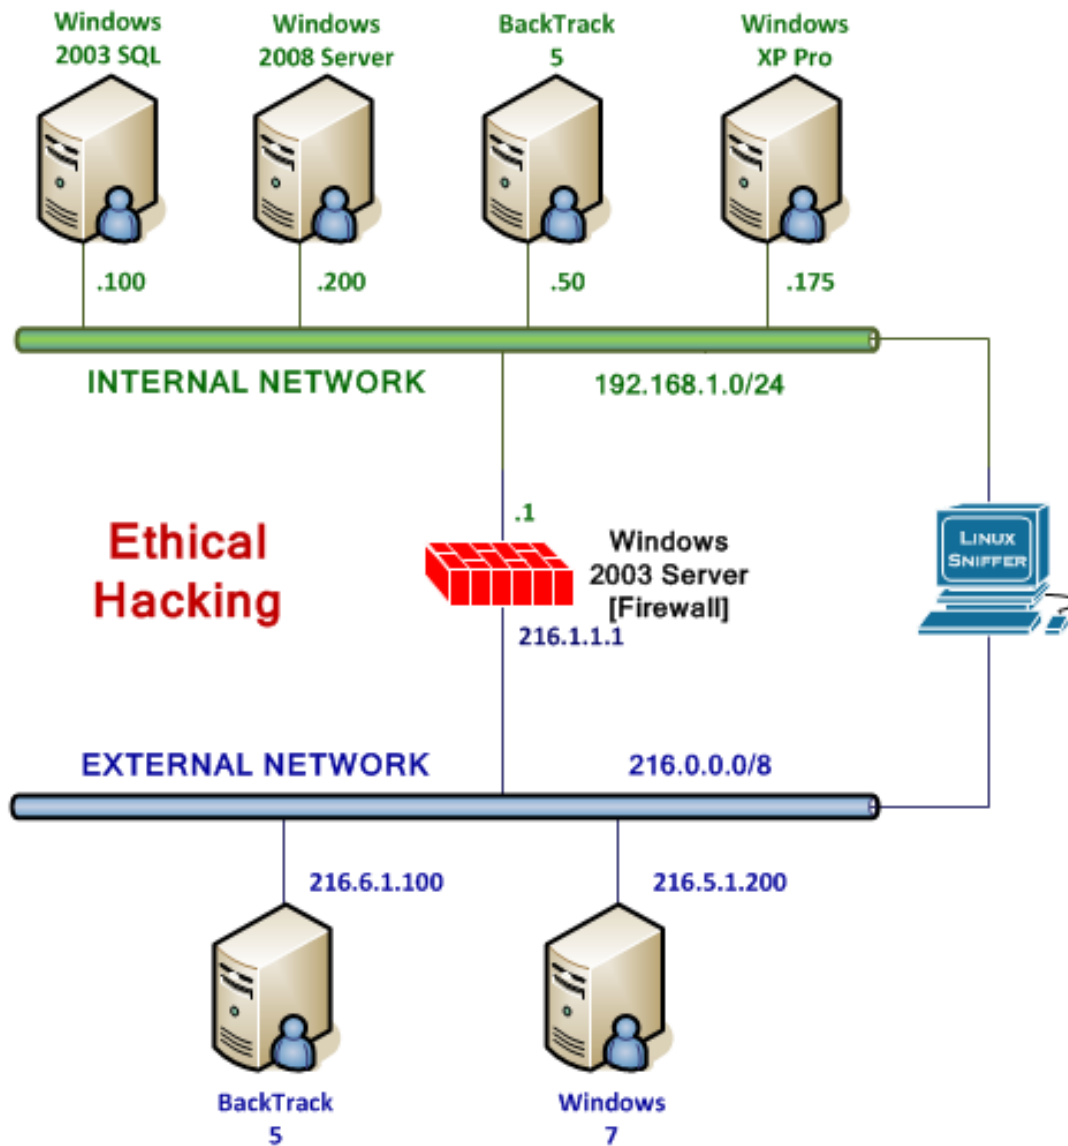 Windows
2003 SQL
Windows
2008 Server
BackTrack
5
Windows
XP Pro
.100
.200
.50
.175
INTERNAL NETWORK
192.168.1.0/24
.1
Ethical
Hacking
Windows
2003 Server
[Firewall]
LINUX
SNIFFER
216.1.1.1
EXTERNAL NETWORK
216.0.0.0/8
216.6.1.100
216.5.1.200
BackTrack
5
Windows
7